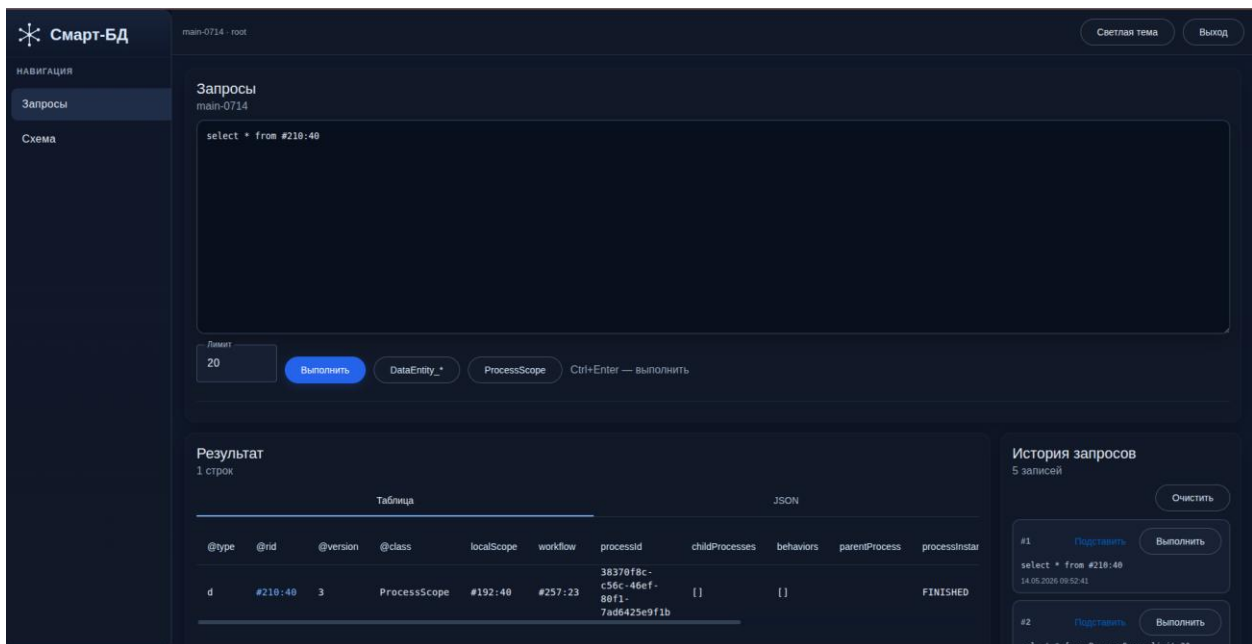 Смарт-БД
main-0714 · root
Светлая тема
Выход
НАВИГАЦИЯ
Запросы
Схема
Запросы
main-0714
select * from #210:40
Лимит
20
Выполнить
DataEntity_*
ProcessScope
Ctrl+Enter — выполнить
Результат
1 строк
Таблица
JSON
@type @rid @version @class localScope workflow processId childProcesses behaviors parentProcess processInstan
d #210:40 3 ProcessScope #192:40 #257:23 38370f8c-
c56c-46ef-
80f1-
7ad6425e9f1b
[] [] FINISHED
История запросов
5 записей
Очистить
#1 Подставить Выполнить
select * from #210:40
14.05.2026 09:52:41
#2 Подставить Выполнить